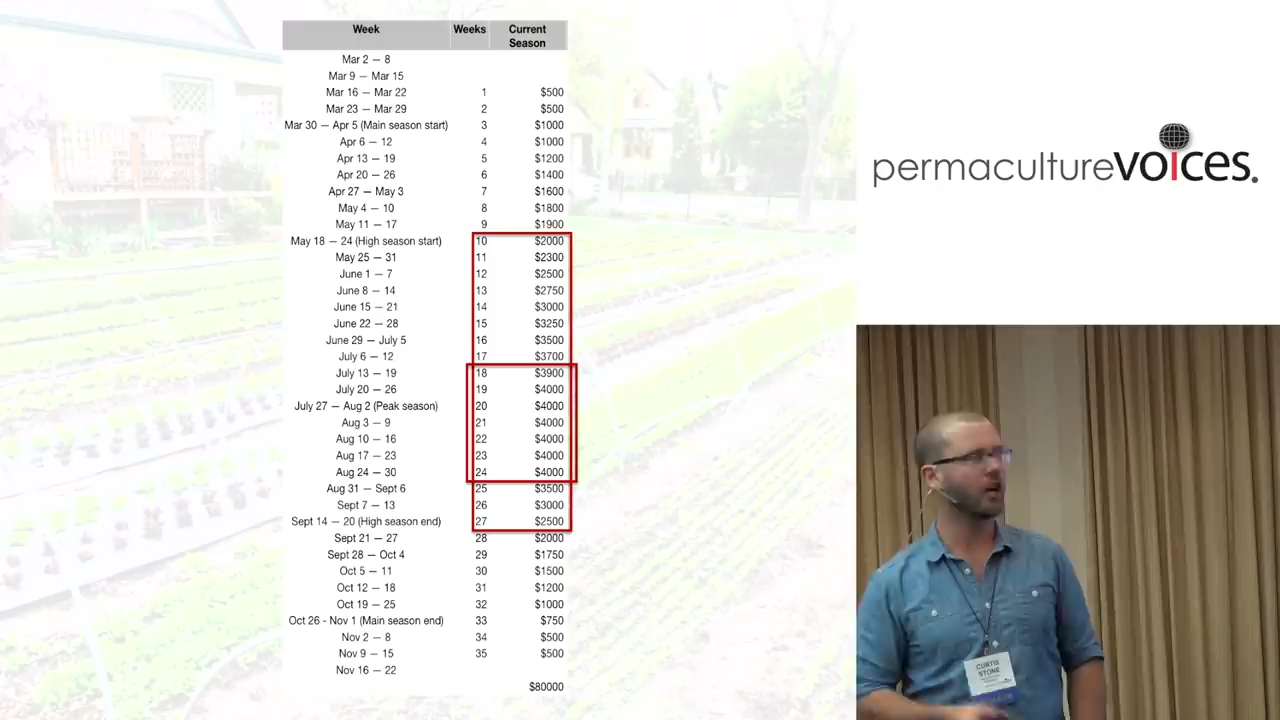 Week Weeks Current Season
Mar 2 — 8
Mar 9 — Mar 15
Mar 16 — Mar 22 1 $500
Mar 23 — Mar 29 2 $500
Mar 30 — Apr 5 (Main season start) 3 $1000
Apr 6 — 12 4 $1000
Apr 13 — 19 5 $1200
Apr 20 — 26 6 $1400
Apr 27 — May 3 7 $1600
May 4 — 10 8 $1800
May 11 — 17 9 $1900
May 18 — 24 (High season start) 10 $2000
May 25 — 31 11 $2300
June 1 — 7 12 $2500
June 8 — 14 13 $2750
June 15 — 21 14 $3000
June 22 — 28 15 $3250
June 29 — July 5 16 $3500
July 6 — 12 17 $3700
July 13 — 19 18 $3900
July 20 — 26 19 $4000
July 27 — Aug 2 (Peak season) 20 $4000
Aug 3 — 9 21 $4000
Aug 10 — 16 22 $4000
Aug 17 — 23 23 $4000
Aug 24 — 30 24 $4000
Aug 31 — Sept 6 25 $3500
Sept 7 — 13 26 $3000
Sept 14 — 20 (High season end) 27 $2500
Sept 21 — 27 28 $2000
Sept 28 — Oct 4 29 $1750
Oct 5 — 11 30 $1500
Oct 12 — 18 31 $1200
Oct 19 — 25 32 $1000
Oct 26 - Nov 1 (Main season end) 33 $750
Nov 2 — 8 34 $500
Nov 9 — 15 35 $500
Nov 16 — 22
$80000
permacultureVOICES.
CURTIS
STONE